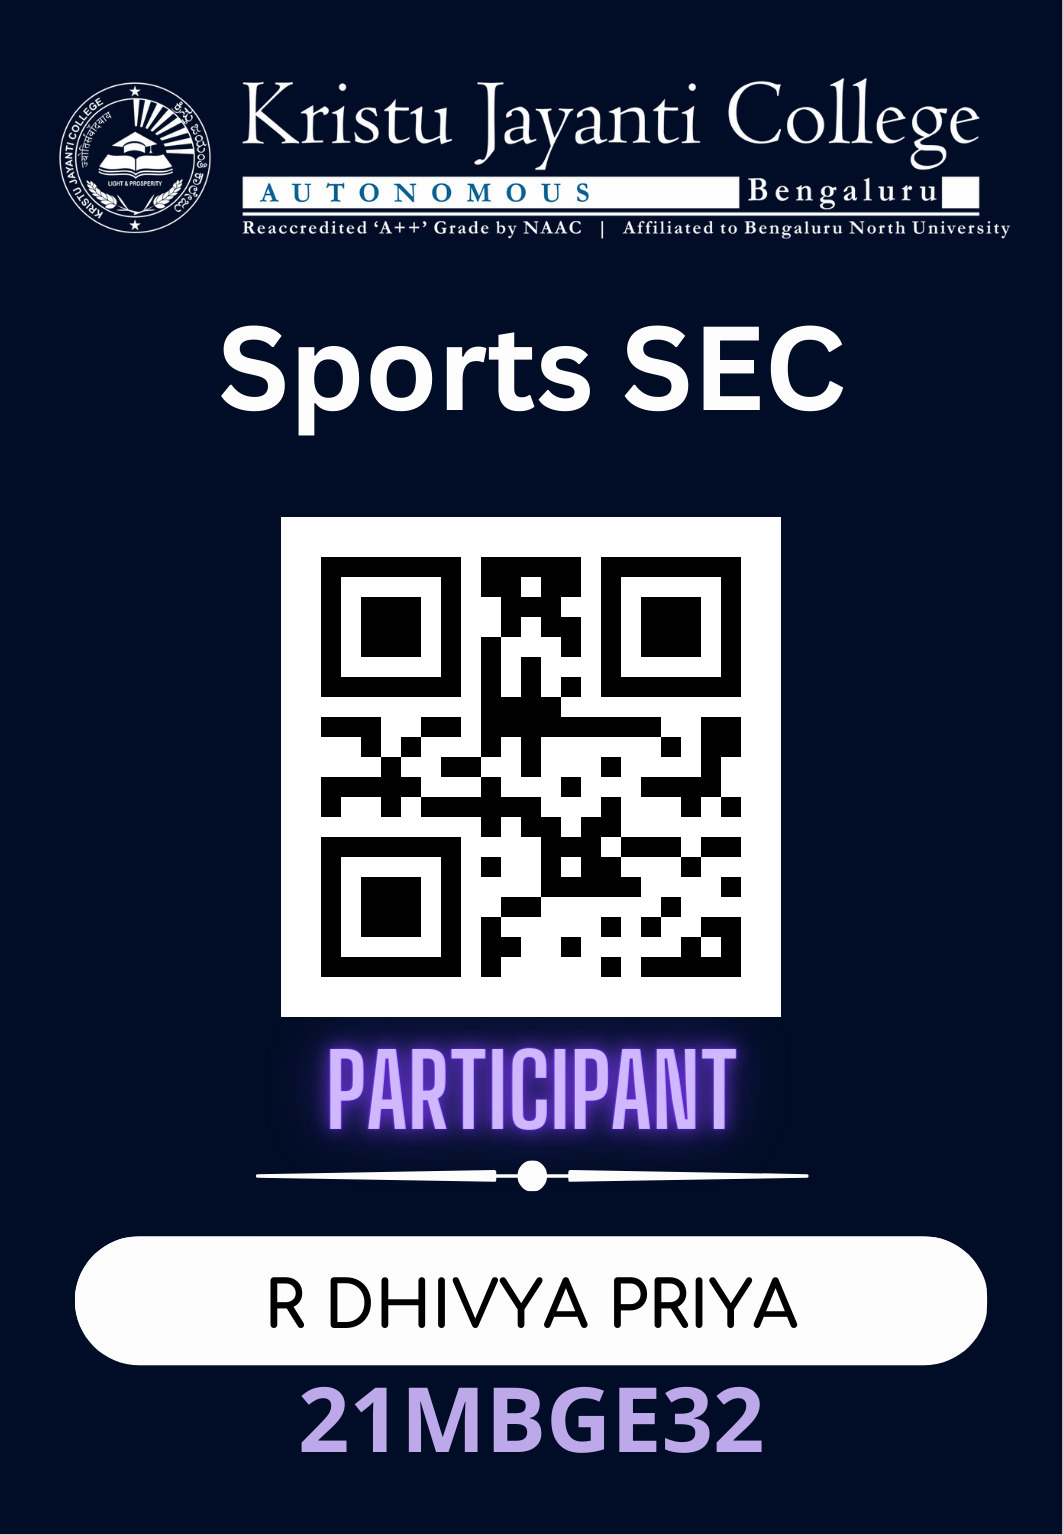 Kristu Jayanti College
AUTONOMOUS Bengaluru
Reaccredited ‘A++’ Grade by NAAC | Affiliated to Bengaluru North University
KRISTU JAYANTI COLLEGE
LIGHT & PROSPERITY
Sports SEC
PARTICIPANT
R DHIVYA PRIYA
21MBGE32